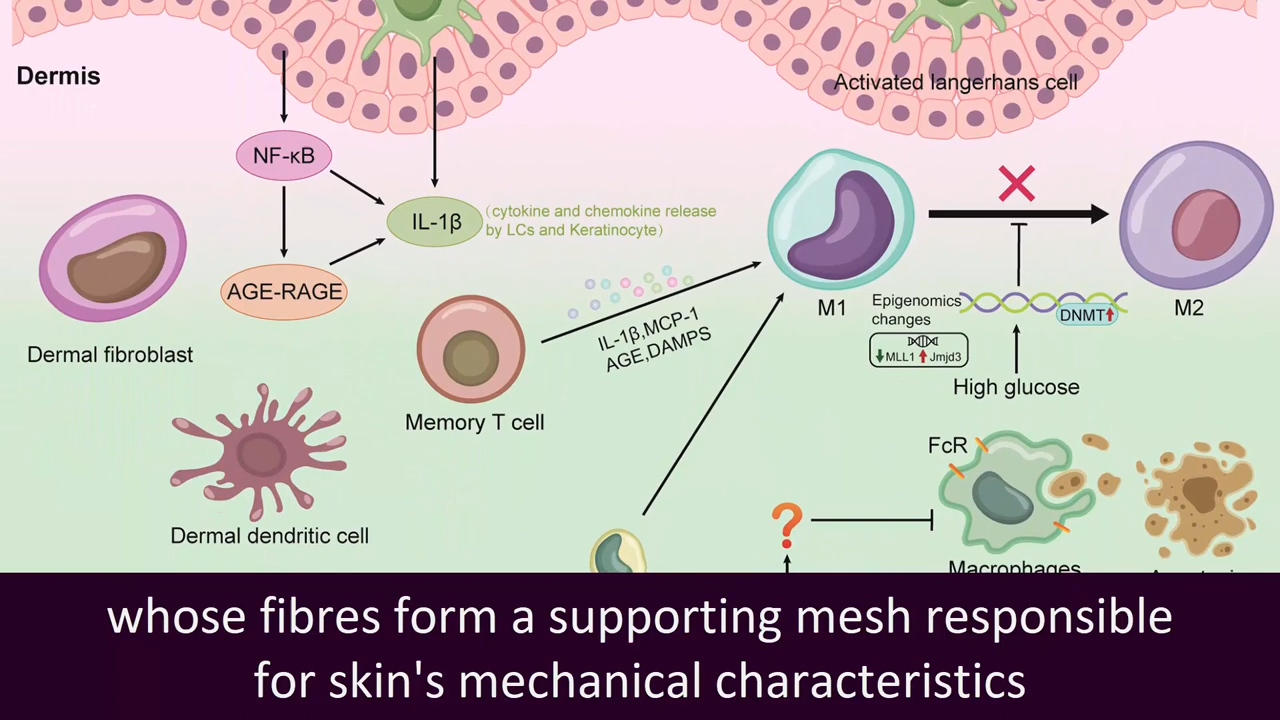 Dermis
Activated langerhans cell
NF-κB
IL-1β
(cytokine and chemokine release
by LCs and Keratinocyte)
AGE-RAGE
Dermal fibroblast
IL-1β,MCP-1
AGE,DAMPS
M1
M2
Epigenomics
changes
DNMT
MLL1 Jmjd3
High glucose
Memory T cell
FcR
Dermal dendritic cell
?
Macrophages
whose fibres form a supporting mesh responsible
for skin's mechanical characteristics